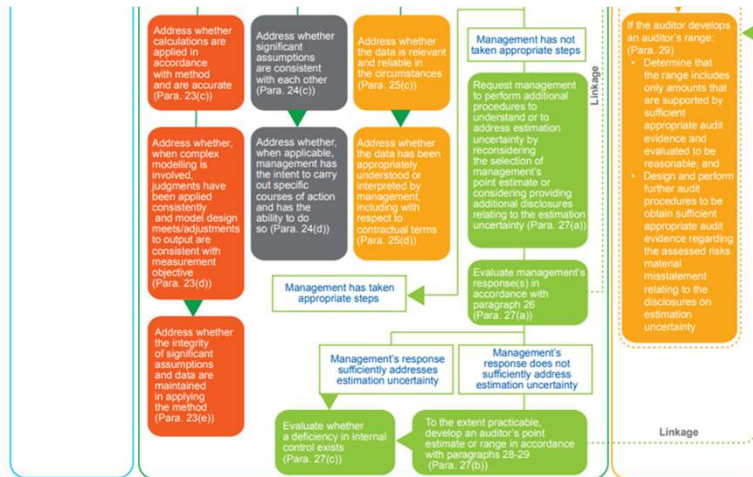 Address whether
calculations are
applied in
accordance
with method
and are accurate
(Para. 23(c))
Address whether,
when complex
modelling is
involved,
judgments have
been applied
consistently
and model design
meets/adjustments
to output are
consistent with
measurement
objective
(Para. 23(d))
Address whether
the integrity
of significant
assumptions
and data are
maintained
in applying
the method
(Para. 23(e))
Address whether
significant
assumptions
are consistent
with each other
(Para. 24(c))
Address whether,
when applicable,
management has
the intent to carry
out specific
courses of action
and has the
ability to do
so (Para. 24(d))
Address whether
the data is relevant
and reliable in
the circumstances
(Para. 25(c))
Address whether
the data has been
appropriately
understood or
interpreted by
management,
including with
respect to
contractual terms
(Para. 25(d))
Management has not
taken appropriate steps
Request management
to perform additional
procedures to
understand or to
address estimation
uncertainty by
reconsidering
the selection of
management's
point estimate or
considering providing
additional disclosures
relating to the estimation
uncertainty (Para. 27(a))
Linkage
Management has taken
appropriate steps
Evaluate management's
response(s) in
accordance with
paragraph 26
(Para. 27(a))
Management's response
sufficiently addresses
estimation uncertainty
Management's
response does not
sufficiently address
estimation uncertainty
Evaluate whether
a deficiency in internal
control exists
(Para. 27(c))
To the extent practicable,
develop an auditor's point
estimate or range in accordance
with paragraphs 28-29
(Para. 27(b))
Linkage
If the auditor develops
an auditor's range:
(Para. 29)
• Determine that
the range includes
only amounts that
are supported by
sufficient
appropriate audit
evidence and
evaluated to be
reasonable; and
• Design and perform
further audit
procedures to be
obtain sufficient
appropriate audit
evidence regarding
the assessed risks
material
misstatement
relating to the
disclosures on
estimation
uncertainty